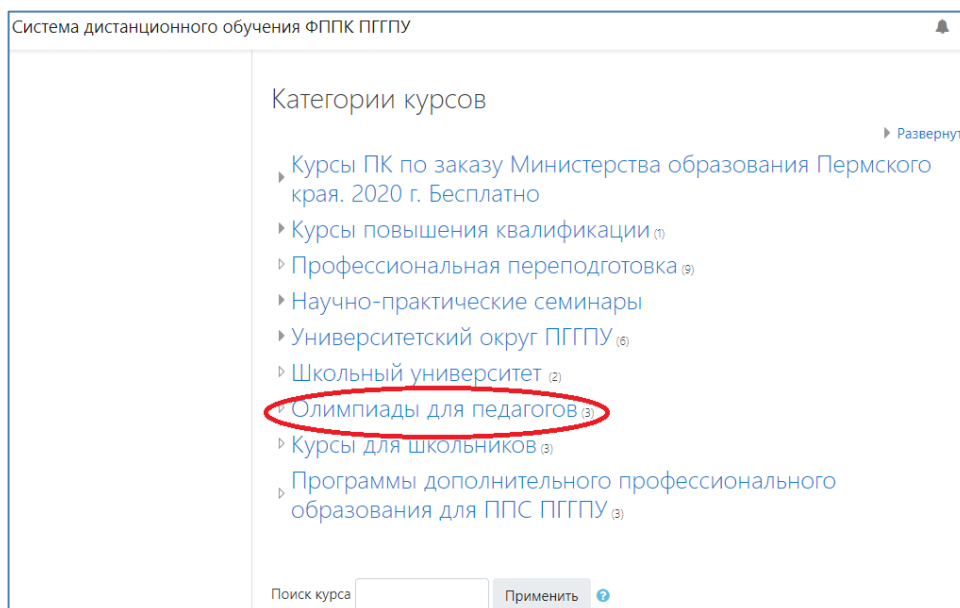 Система дистанционного обучения ФППК ПГГПУ
Категории курсов
Развернут
Курсы ПК по заказу Министерства образования Пермского
края. 2020 г. Бесплатно
Курсы повышения квалификации (1)
Профессиональная переподготовка (9)
Научно-практические семинары
Университетский округ ПГГПУ (6)
Школьный университет (2)
Олимпиады для педагогов (3)
Курсы для школьников (3)
Программы дополнительного профессионального
образования для ППС ПГГПУ (3)
Поиск курса Применить